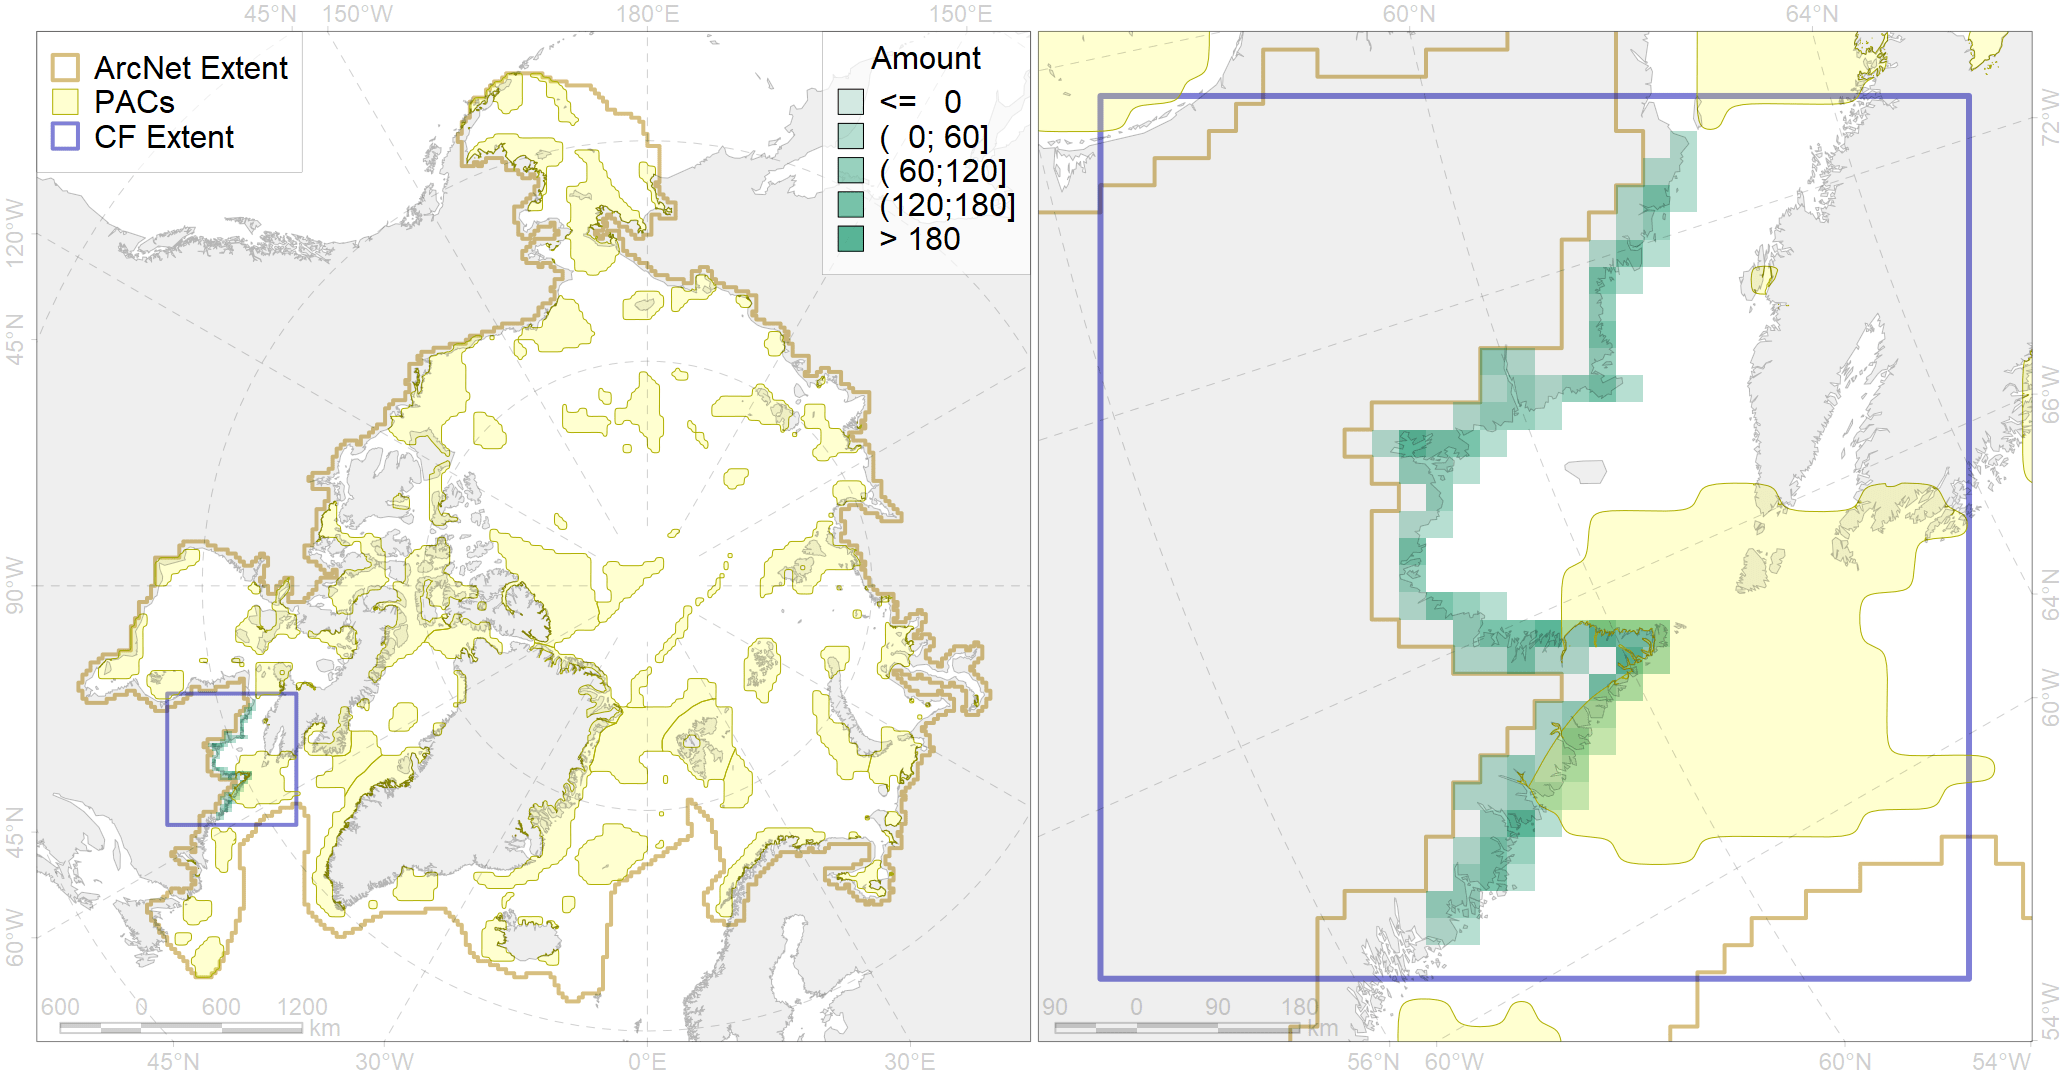 45°N 150°W 180°E 150°E 60°N 64°N
ArcNet Extent
PACs
CF Extent
Amount
<= 0
( 0; 60]
( 60;120]
(120;180]
> 180
120°W
45°N
90°W
45°N
60°W
72°W
66°W
64°N
60°W
54°W
600 0 600 1200
km
90 0 90 180
km
45°N 30°W 0°E 30°E 56°N 60°W 60°N 54°W